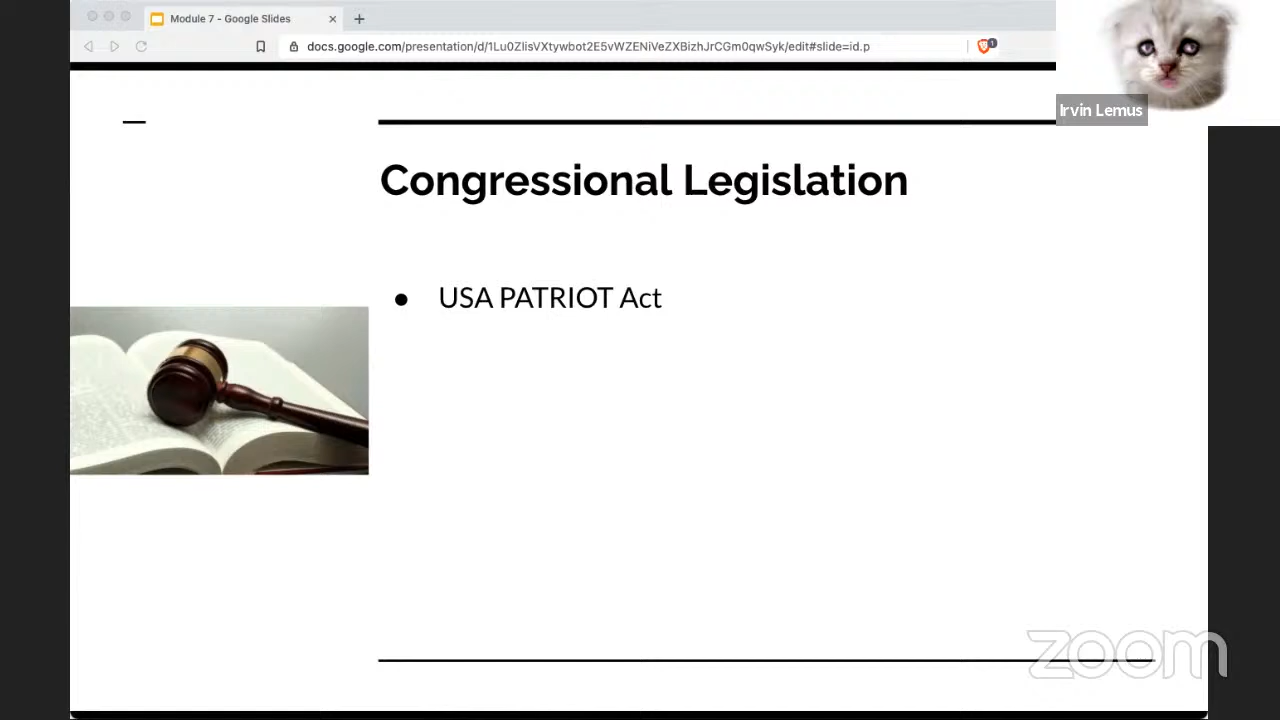 Module 7 - Google Slides
docs.google.com/presentation/d/1Lu0ZlisVXtywbot2E5vWZENiVeZXBizhJrCGm0qwSyk/edit#slide=id.p
1
Irvin Lemus
Congressional Legislation
● USA PATRIOT Act
zoom